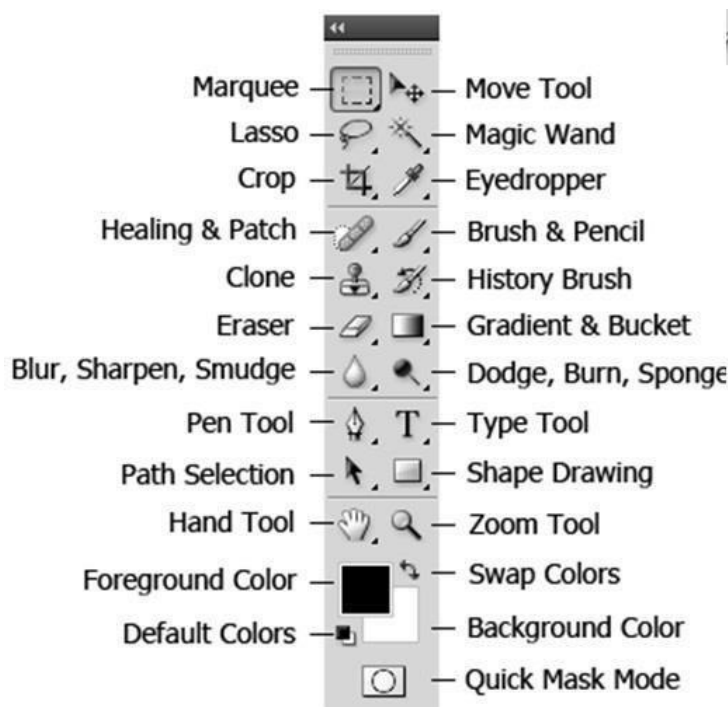 Marquee Move Tool
Lasso Magic Wand
Crop Eyedropper
Healing & Patch Brush & Pencil
Clone History Brush
Eraser Gradient & Bucket
Blur, Sharpen, Smudge Dodge, Burn, Sponge
Pen Tool T Type Tool
Path Selection Shape Drawing
Hand Tool Zoom Tool
Foreground Color Swap Colors
Default Colors Background Color
Quick Mask Mode